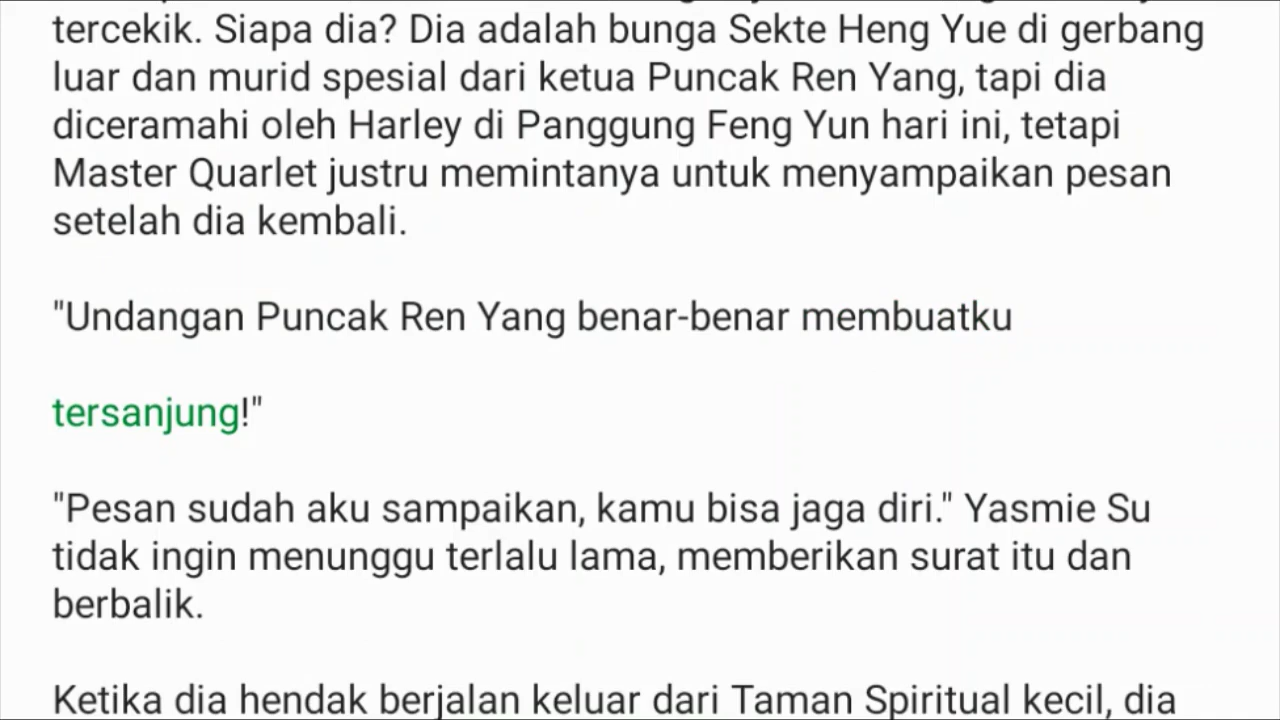 tercekik. Siapa dia? Dia adalah bunga Sekte Heng Yue di gerbang
luar dan murid spesial dari ketua Puncak Ren Yang, tapi dia
diceramahi oleh Harley di Panggung Feng Yun hari ini, tetapi
Master Quarlet justru memintanya untuk menyampaikan pesan
setelah dia kembali.
"Undangan Puncak Ren Yang benar-benar membuatku
tersanjung!"
"Pesan sudah aku sampaikan, kamu bisa jaga diri." Yasmie Su
tidak ingin menunggu terlalu lama, memberikan surat itu dan
berbalik.
Ketika dia hendak berjalan keluar dari Taman Spiritual kecil, dia